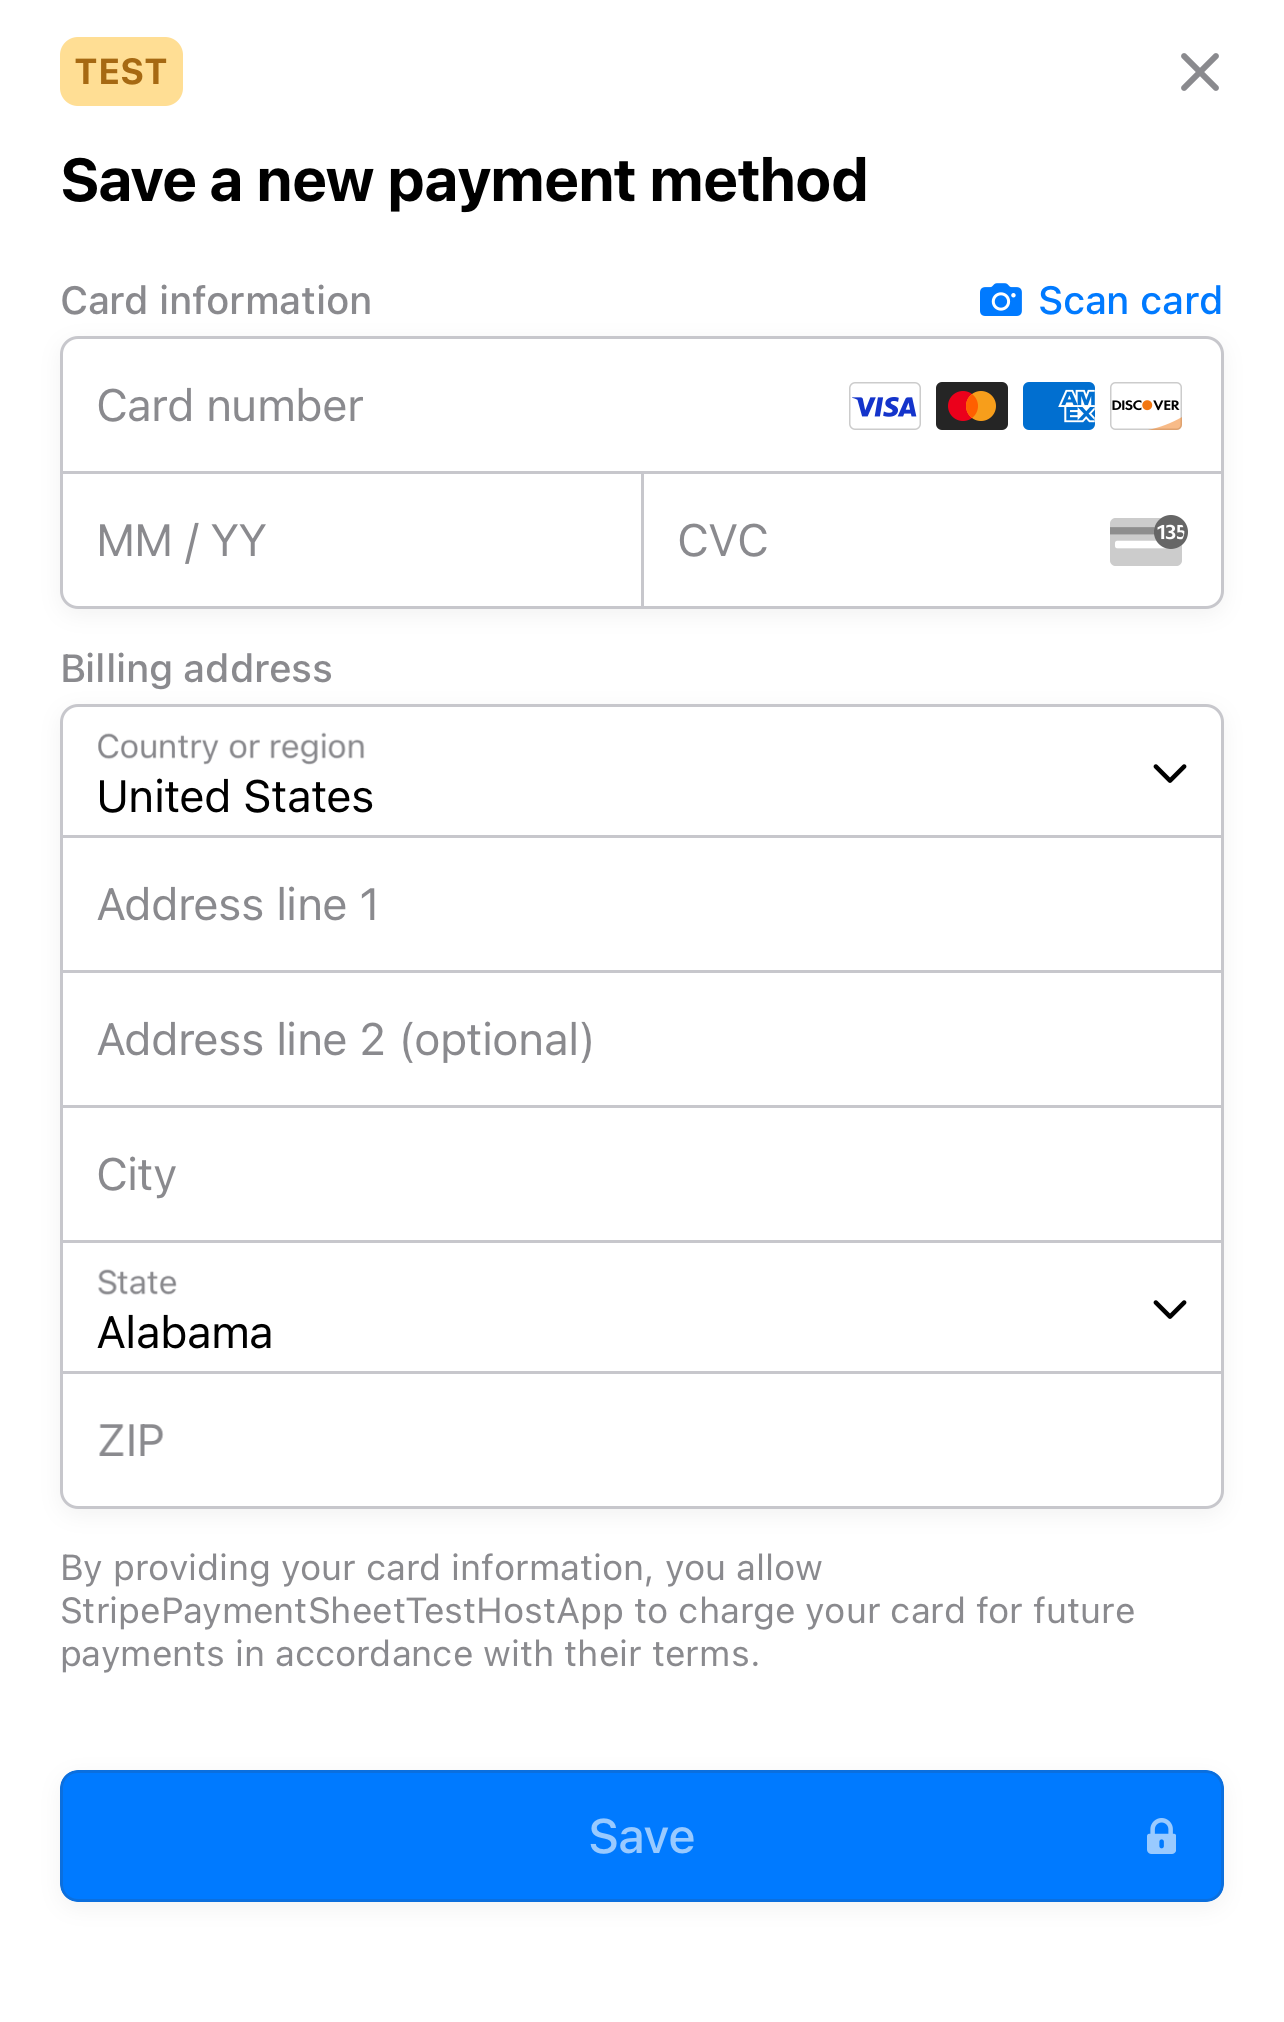 TEST
Save a new payment method
Card information
Scan card
Card number
VISA
AM
EX
DISCOVER
MM / YY
CVC
135
Billing address
Country or region
United States
Address line 1
Address line 2 (optional)
City
State
Alabama
ZIP
By providing your card information, you allow
StripePaymentSheetTestHostApp to charge your card for future
payments in accordance with their terms.
Save